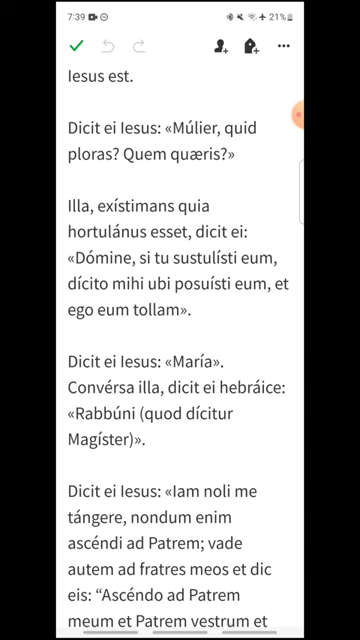 7:39
21%
Iesus est.
Dicit ei Iesus: «Múlier, quid
ploras? Quem quæris?»
Illa, exístimans quia
hortulánus esset, dicit ei:
«Dómine, si tu sustulísti eum,
dícito mihi ubi posuísti eum, et
ego eum tollam».
Dicit ei Iesus: «María».
Convérsa illa, dicit ei hebráice:
«Rabbúni (quod dícitur
Magíster)».
Dicit ei Iesus: «Iam noli me
tángere, nondum enim
ascéndi ad Patrem; vade
autem ad fratres meos et dic
eis: “Ascéndo ad Patrem
meum et Patrem vestrum et